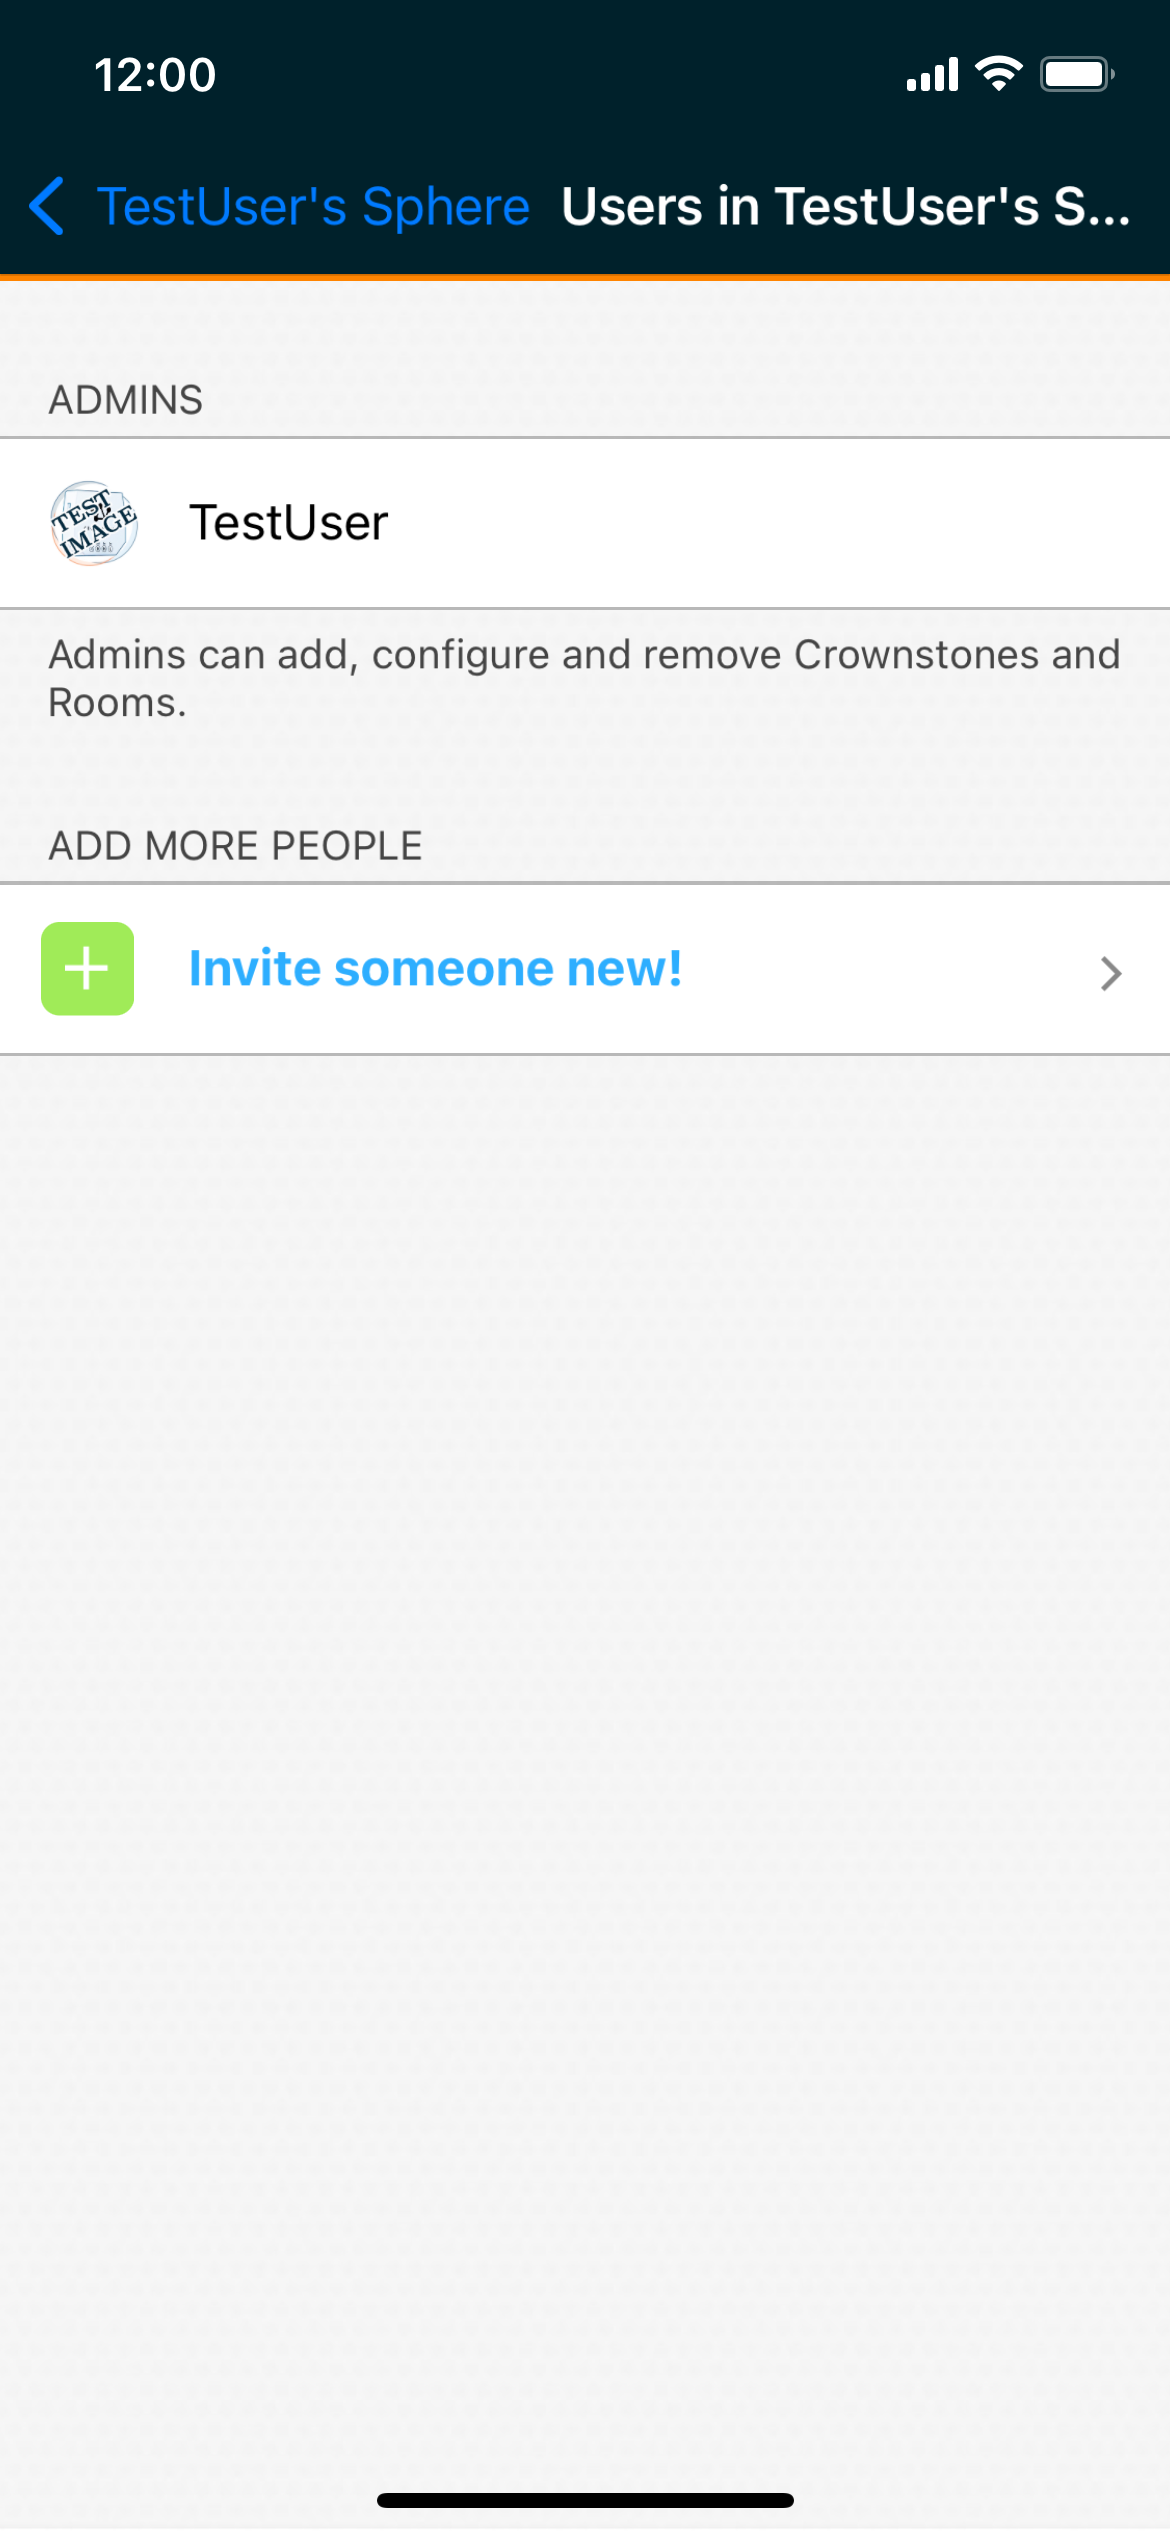 12:00
TestUser's Sphere Users in TestUser's S...
ADMINS
TEST
IMAGE
TestUser
Admins can add, configure and remove Crownstones and
Rooms.
ADD MORE PEOPLE
Invite someone new!